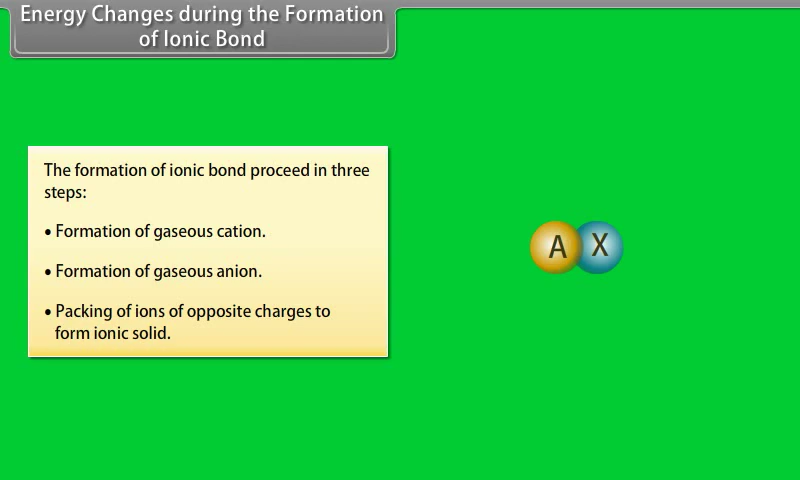 Energy Changes during the Formation
of Ionic Bond
The formation of ionic bond proceed in three
steps:
• Formation of gaseous cation.
• Formation of gaseous anion.
• Packing of ions of opposite charges to
form ionic solid.
A X